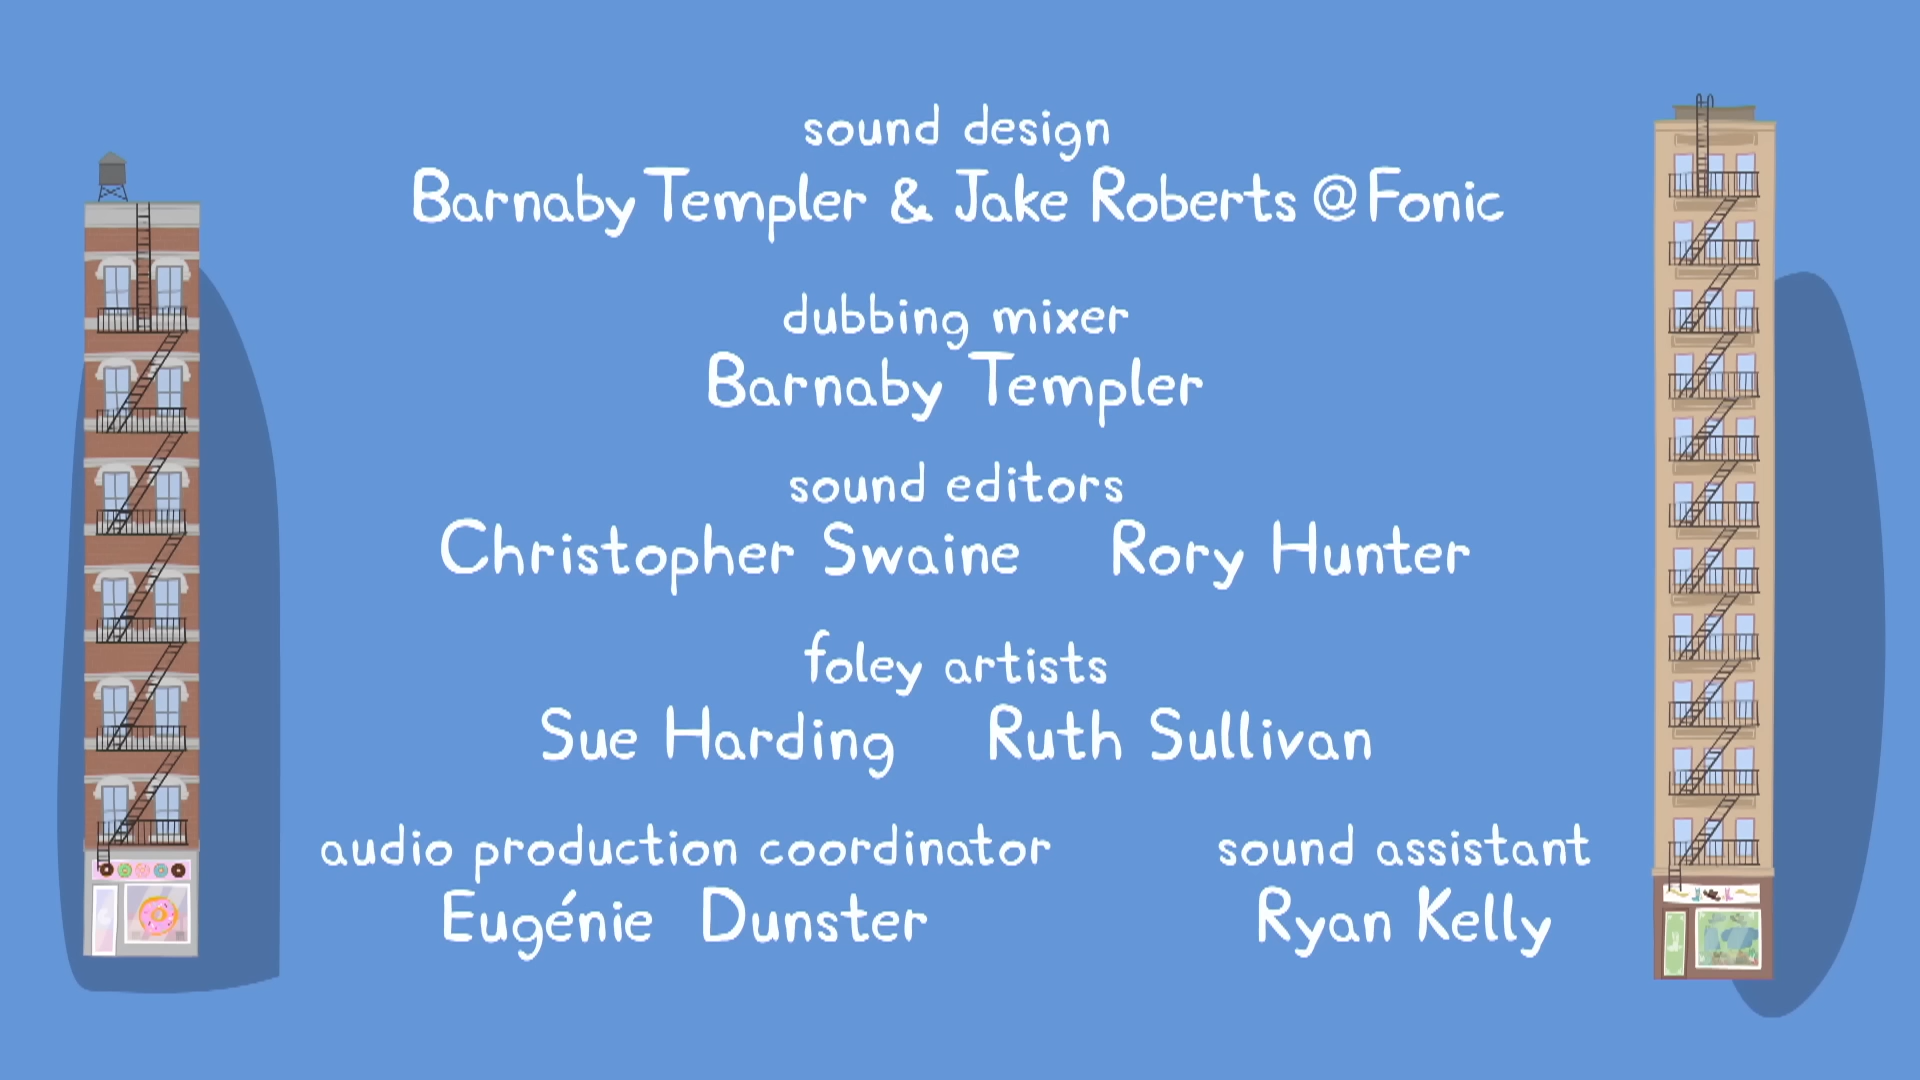 sound design
Barnaby Templer & Jake Roberts @ Fonic
dubbing mixer
Barnaby Templer
sound editors
Christopher Swaine Rory Hunter
foley artists
Sue Harding Ruth Sullivan
audio production coordinator
Eugénie Dunster
sound assistant
Ryan Kelly